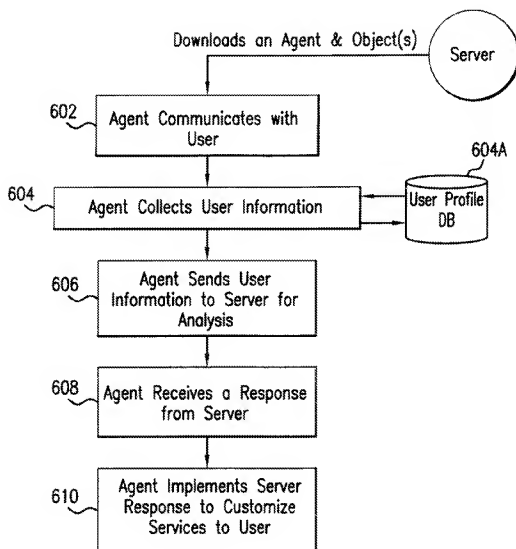 Downloads an Agent & Object(s)
Server
602
Agent Communicates with
User
604A
604
Agent Collects User Information
User Profile
DB
606
Agent Sends User
Information to Server for
Analysis
608
Agent Receives a Response
from Server
610
Agent Implements Server
Response to Customize
Services to User